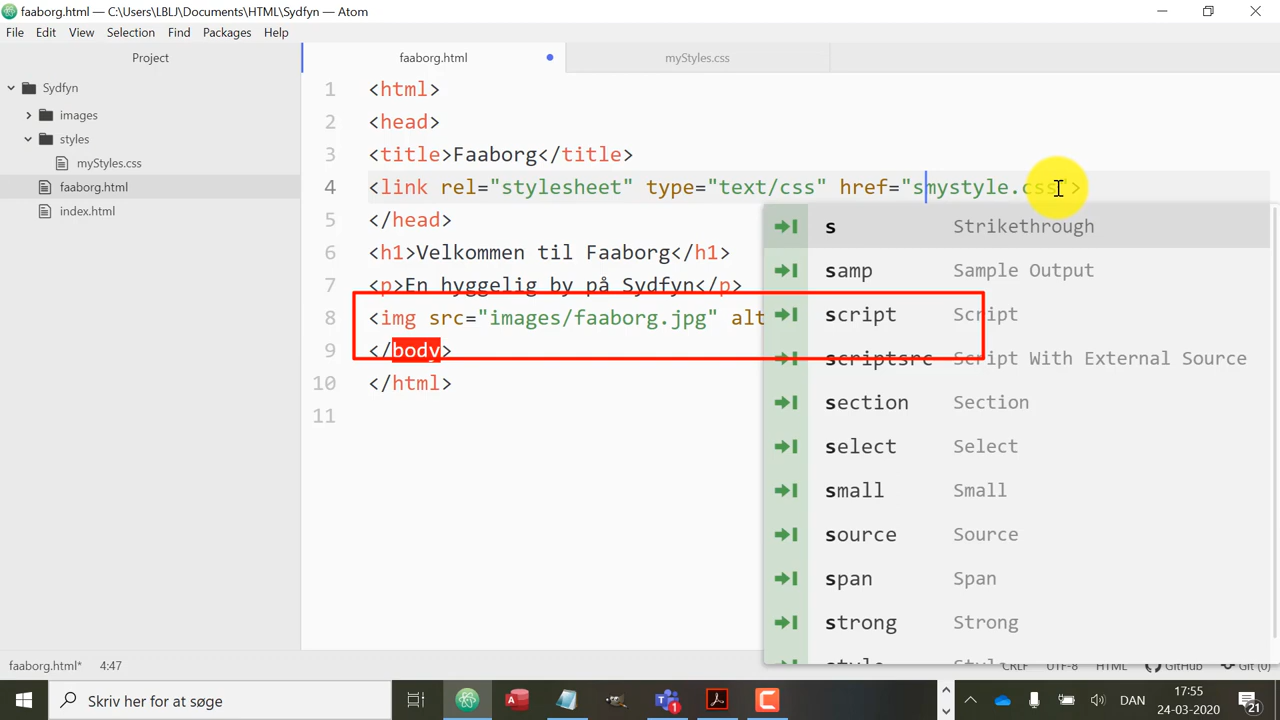 faaborg.html — C:\Users\LBLJ\Documents\HTML\Sydfyn — Atom
File Edit View Selection Find Packages Help
Project
faaborg.html
myStyles.css
Sydfyn
images
styles
myStyles.css
faaborg.html
index.html
1 <html>
2 <head>
3 <title>Faaborg</title>
4 <link rel="stylesheet" type="text/css" href="smystyle.css">
5 </head>
6 <h1>Velkommen til Faaborg</h1>
7 <p>En hyggelig by på Sydfyn</p>
8 <img src="images/faaborg.jpg" alt
9 </body>
10 </html>
11
s Strikethrough
samp Sample Output
script Script
scriptsrc Script With External Source
section Section
select Select
small Small
source Source
span Span
strong Strong
style Style
faaborg.html* 4:47
CRLF UTF-8 HTML GitHub Git (0)
Skriv her for at søge
1
DAN
17:55
24-03-2020
21